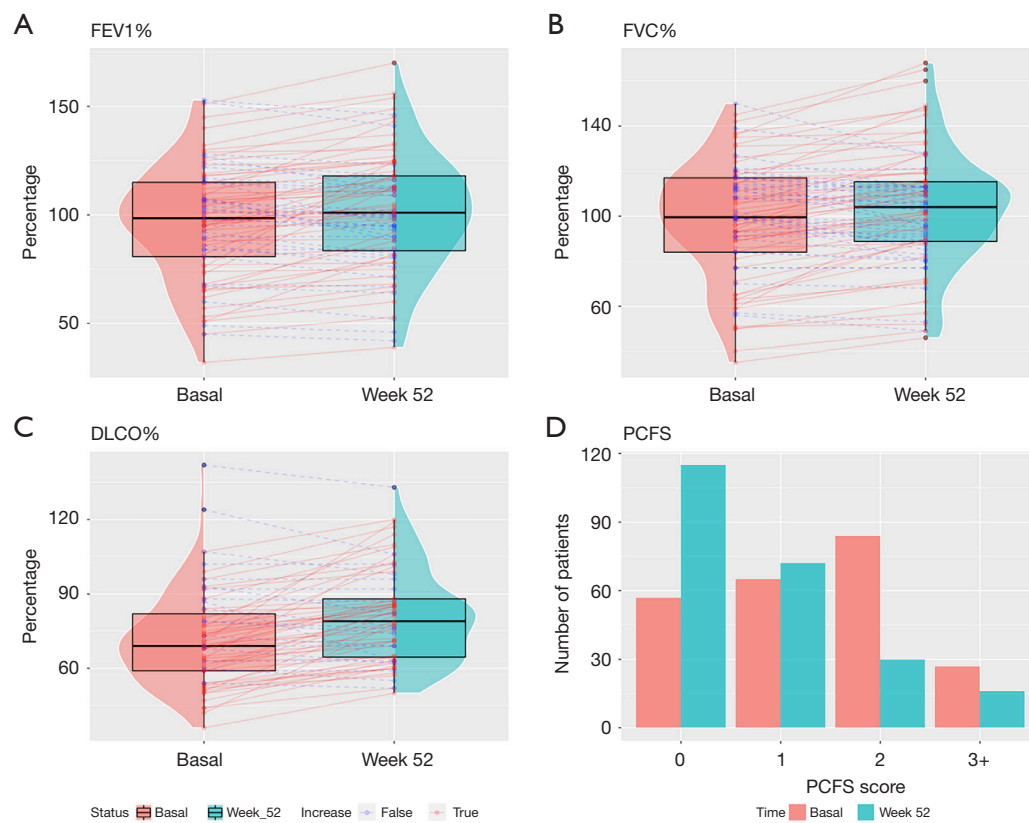 A
FEV1%
150
100
50
Percentage
Basal
Week 52
B
FVC%
140
100
60
Percentage
Basal
Week 52
C
DLCO%
120
90
60
Percentage
Basal
Week 52
D
PCFS
120
90
60
30
0
Number of patients
0 1 2 3+
PCFS score
Status Basal Week_52 Increase False True
Time Basal Week 52